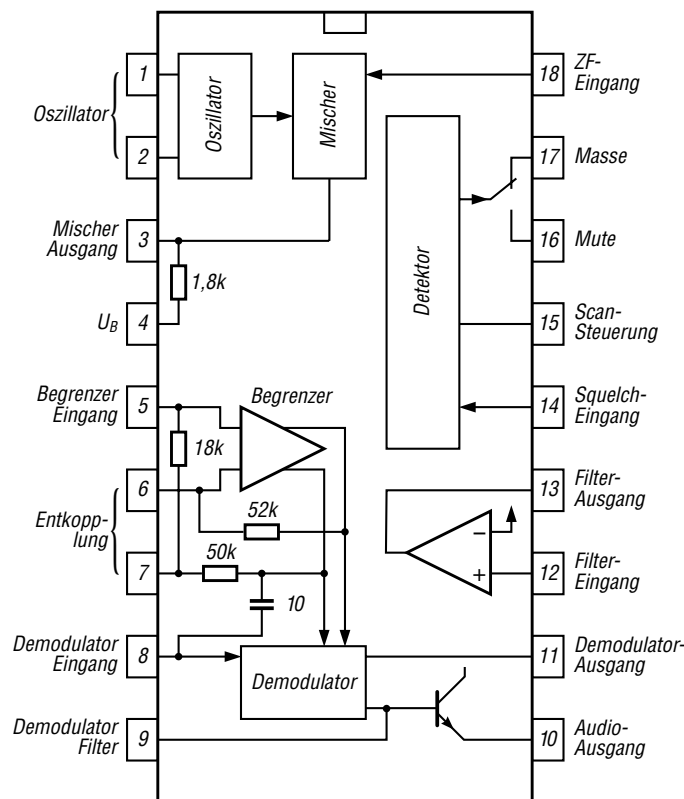 1
Oszillator
2
Oszillator
Mischer
18
ZF-
Eingang
17
Masse
16
Mute
Mischer
Ausgang
3
1,8k
U_B
4
Detektor
15
Scan-
Steuerung
14
Squelch-
Eingang
Begrenzer
Eingang
5
Begrenzer
18k
6
52k
Entkopp-
lung
7
50k
10
13
Filter-
Ausgang
−
+
12
Filter-
Eingang
Demodulator
Eingang
8
Demodulator
11
Demodulator-
Ausgang
Demodulator
Filter
9
10
Audio-
Ausgang